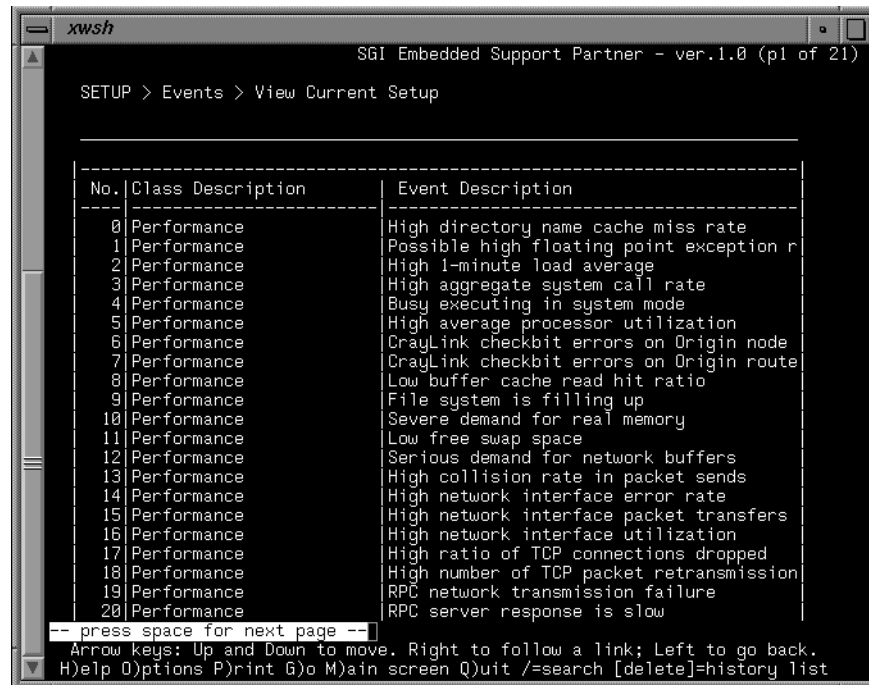 xwsh
SGI Embedded Support Partner - ver.1.0 (p1 of 21)
SETUP > Events > View Current Setup
No.|Class Description | Event Description
0|Performance |High directory name cache miss rate
1|Performance |Possible high floating point exception r
2|Performance |High 1-minute load average
3|Performance |High aggregate system call rate
4|Performance |Busy executing in system mode
5|Performance |High average processor utilization
6|Performance |CrayLink checkbit errors on Origin node
7|Performance |CrayLink checkbit errors on Origin route
8|Performance |Low buffer cache read hit ratio
9|Performance |File system is filling up
10|Performance |Severe demand for real memory
11|Performance |Low free swap space
12|Performance |Serious demand for network buffers
13|Performance |High collision rate in packet sends
14|Performance |High network interface error rate
15|Performance |High network interface packet transfers
16|Performance |High network interface utilization
17|Performance |High ratio of TCP connections dropped
18|Performance |High number of TCP packet retransmission
19|Performance |RPC network transmission failure
20|Performance |RPC server response is slow
-- press space for next page --
Arrow keys: Up and Down to move. Right to follow a link; Left to go back.
H)elp O)ptions P)rint G)o M)ain screen Q)uit /=search [delete]=history list